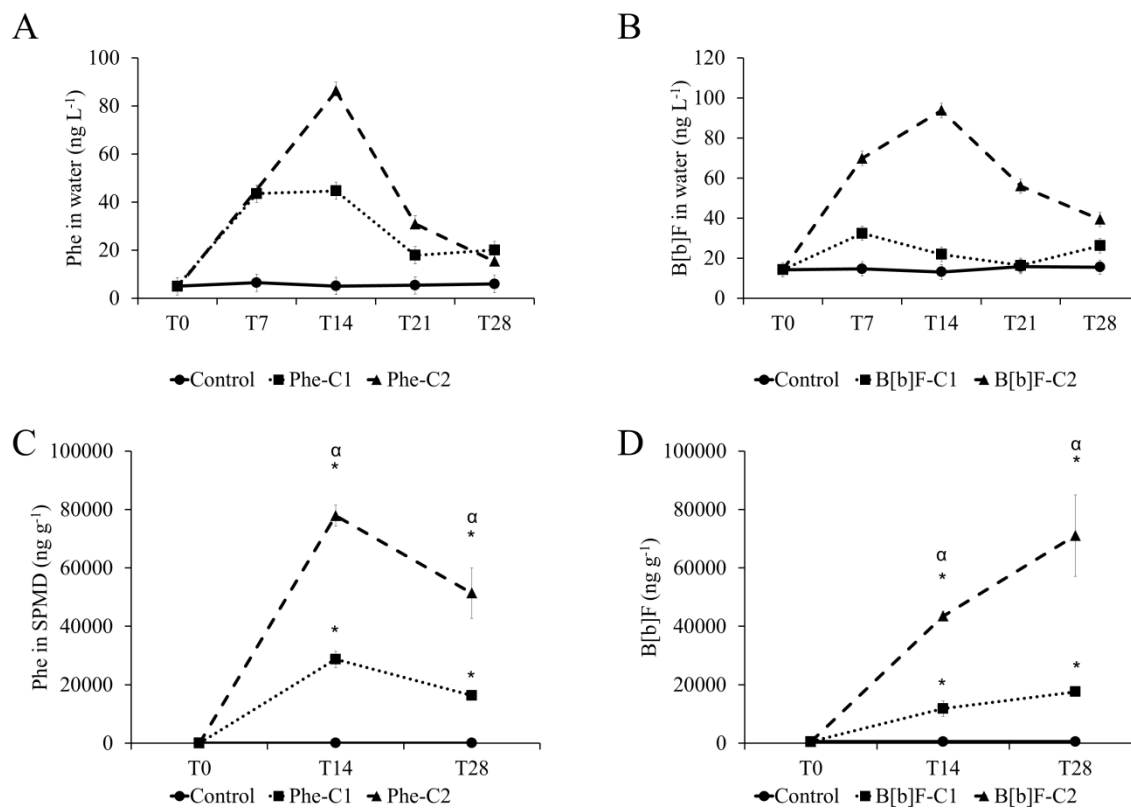 A
Phe in water (ng L⁻¹)
100
80
60
40
20
0
T0 T7 T14 T21 T28
Control Phe-C1 Phe-C2
B
B[b]F in water (ng L⁻¹)
120
100
80
60
40
20
0
T0 T7 T14 T21 T28
Control B[b]F-C1 B[b]F-C2
C
Phe in SPMD (ng g⁻¹)
100000
80000
60000
40000
20000
0
α
*
α
*
*
*
T0 T14 T28
Control Phe-C1 Phe-C2
D
B[b]F (ng g⁻¹)
100000
80000
60000
40000
20000
0
α
*
α
*
*
*
T0 T14 T28
Control B[b]F-C1 B[b]F-C2